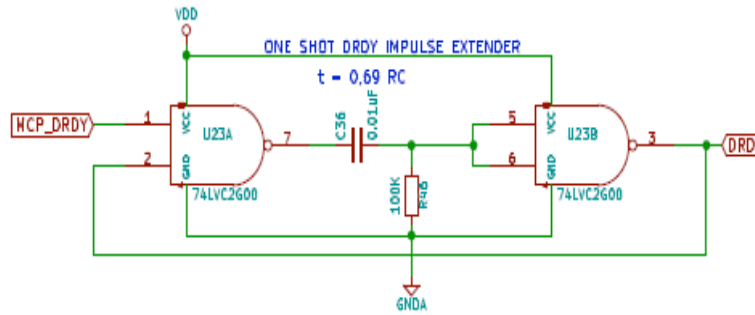 VDD
ONE SHOT DRDY IMPULSE EXTENDER
t = 0,69 RC
MCP_DRDY
1
2
VCC
GND
U23A
74LVC2G00
7
C36
0.01uF
100K
R46
5
6
VCC
GND
U23B
74LVC2G00
3
DRD
GNDA